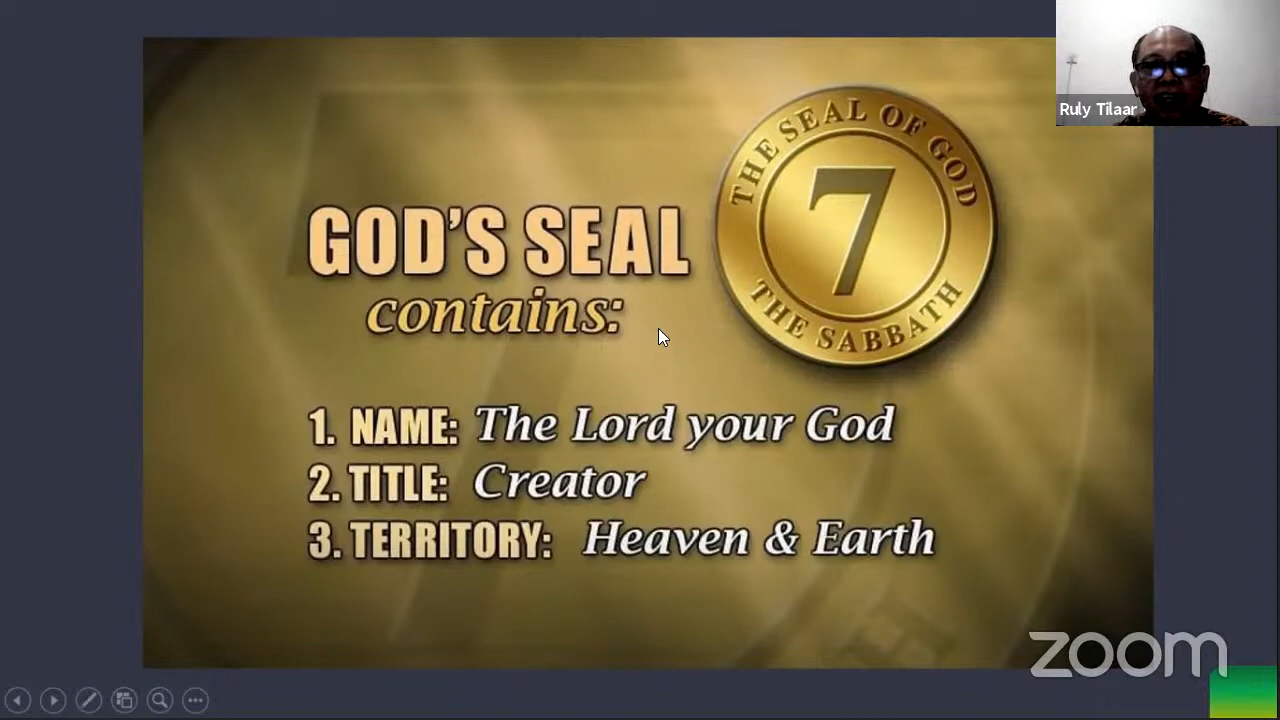 Ruly Tilaar
THE SEAL OF GOD
7
THE SABBATH
GOD'S SEAL
contains:
1. NAME: The Lord your God
2. TITLE: Creator
3. TERRITORY: Heaven & Earth
zoom